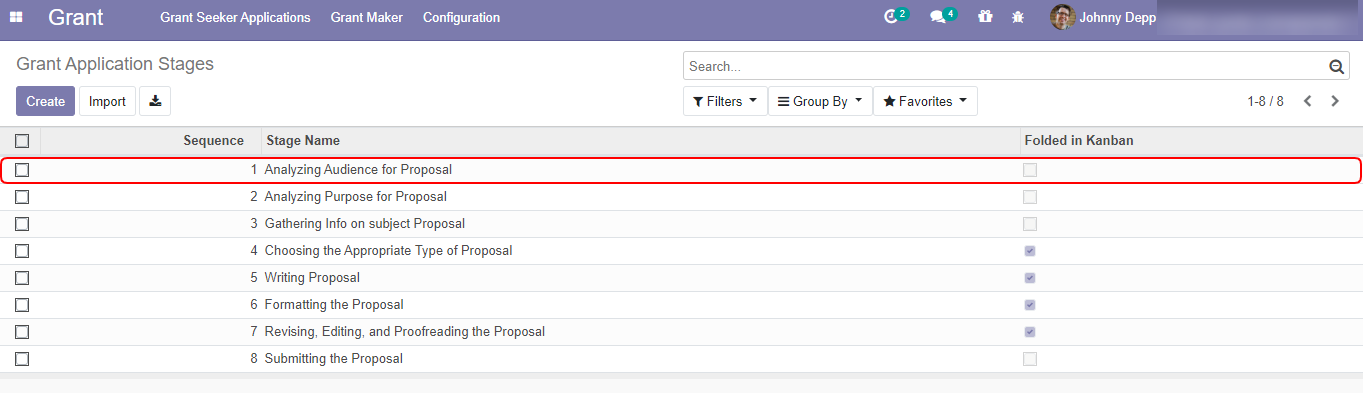 Grant Grant Seeker Applications Grant Maker Configuration 2 4 Johnny Depp
Grant Application Stages Search...
Create Import Filters Group By Favorites 1-8 / 8
Sequence Stage Name Folded in Kanban
1 Analyzing Audience for Proposal
2 Analyzing Purpose for Proposal
3 Gathering Info on subject Proposal
4 Choosing the Appropriate Type of Proposal
5 Writing Proposal
6 Formatting the Proposal
7 Revising, Editing, and Proofreading the Proposal
8 Submitting the Proposal